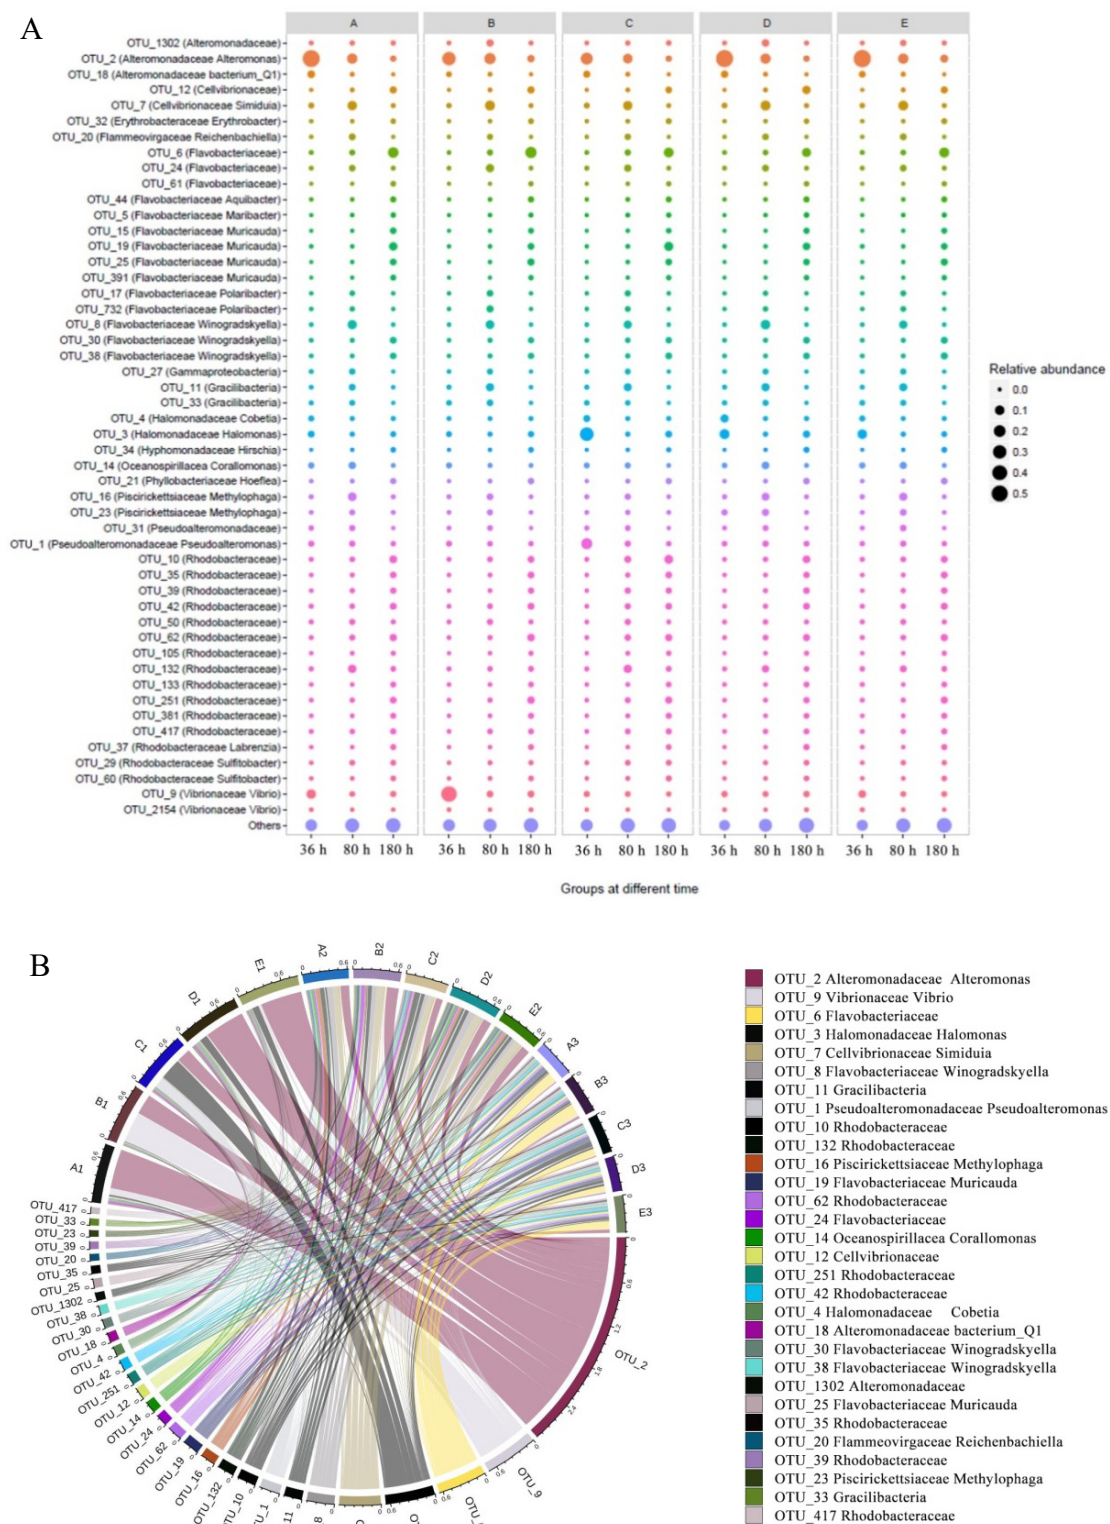 A
A B C D E
OTU_1302 (Alteromonadaceae)
OTU_2 (Alteromonadaceae Alteromonas)
OTU_18 (Alteromonadaceae bacterium_Q1)
OTU_12 (Cellvibrionaceae)
OTU_7 (Cellvibrionaceae Simiduia)
OTU_32 (Erythrobacteraceae Erythrobacter)
OTU_20 (Flammeovirgaceae Reichenbachiella)
OTU_6 (Flavobacteriaceae)
OTU_24 (Flavobacteriaceae)
OTU_61 (Flavobacteriaceae)
OTU_44 (Flavobacteriaceae Aquibacter)
OTU_5 (Flavobacteriaceae Maribacter)
OTU_15 (Flavobacteriaceae Muricauda)
OTU_19 (Flavobacteriaceae Muricauda)
OTU_25 (Flavobacteriaceae Muricauda)
OTU_391 (Flavobacteriaceae Muricauda)
OTU_17 (Flavobacteriaceae Polaribacter)
OTU_732 (Flavobacteriaceae Polaribacter)
OTU_8 (Flavobacteriaceae Winogradskyella)
OTU_30 (Flavobacteriaceae Winogradskyella)
OTU_38 (Flavobacteriaceae Winogradskyella)
OTU_27 (Gammaproteobacteria)
OTU_11 (Gracilibacteria)
OTU_33 (Gracilibacteria)
OTU_4 (Halomonadaceae Cobetia)
OTU_3 (Halomonadaceae Halomonas)
OTU_34 (Hyphomonadaceae Hirschia)
OTU_14 (Oceanospirillacea Corallomonas)
OTU_21 (Phyllobacteriaceae Hoeflea)
OTU_16 (Piscirickettsiaceae Methylophaga)
OTU_23 (Piscirickettsiaceae Methylophaga)
OTU_31 (Pseudoalteromonadaceae)
OTU_1 (Pseudoalteromonadaceae Pseudoalteromonas)
OTU_10 (Rhodobacteraceae)
OTU_35 (Rhodobacteraceae)
OTU_39 (Rhodobacteraceae)
OTU_42 (Rhodobacteraceae)
OTU_50 (Rhodobacteraceae)
OTU_62 (Rhodobacteraceae)
OTU_105 (Rhodobacteraceae)
OTU_132 (Rhodobacteraceae)
OTU_133 (Rhodobacteraceae)
OTU_251 (Rhodobacteraceae)
OTU_381 (Rhodobacteraceae)
OTU_417 (Rhodobacteraceae)
OTU_37 (Rhodobacteraceae Labrenzia)
OTU_29 (Rhodobacteraceae Sulfitobacter)
OTU_60 (Rhodobacteraceae Sulfitobacter)
OTU_9 (Vibrionaceae Vibrio)
OTU_2154 (Vibrionaceae Vibrio)
Others
36 h 80 h 180 h 36 h 80 h 180 h 36 h 80 h 180 h 36 h 80 h 180 h 36 h 80 h 180 h
Groups at different time
Relative abundance
0.0
0.1
0.2
0.3
0.4
0.5
B
A1
B1
C1
D1
E1
A2
B2
C2
D2
E2
A3
B3
C3
D3
E3
OTU_2
OTU_9
OTU_132
OTU_16
OTU_19
OTU_62
OTU_24
OTU_14
OTU_12
OTU_251
OTU_42
OTU_4
OTU_18
OTU_30
OTU_38
OTU_1302
OTU_25
OTU_35
OTU_20
OTU_39
OTU_23
OTU_33
OTU_417
OTU_2 Alteromonadaceae Alteromonas
OTU_9 Vibrionaceae Vibrio
OTU_6 Flavobacteriaceae
OTU_3 Halomonadaceae Halomonas
OTU_7 Cellvibrionaceae Simiduia
OTU_8 Flavobacteriaceae Winogradskyella
OTU_11 Gracilibacteria
OTU_1 Pseudoalteromonadaceae Pseudoalteromonas
OTU_10 Rhodobacteraceae
OTU_132 Rhodobacteraceae
OTU_16 Piscirickettsiaceae Methylophaga
OTU_19 Flavobacteriaceae Muricauda
OTU_62 Rhodobacteraceae
OTU_24 Flavobacteriaceae
OTU_14 Oceanospirillacea Corallomonas
OTU_12 Cellvibrionaceae
OTU_251 Rhodobacteraceae
OTU_42 Rhodobacteraceae
OTU_4 Halomonadaceae Cobetia
OTU_18 Alteromonadaceae bacterium_Q1
OTU_30 Flavobacteriaceae Winogradskyella
OTU_38 Flavobacteriaceae Winogradskyella
OTU_1302 Alteromonadaceae
OTU_25 Flavobacteriaceae Muricauda
OTU_35 Rhodobacteraceae
OTU_20 Flammeovirgaceae Reichenbachiella
OTU_39 Rhodobacteraceae
OTU_23 Piscirickettsiaceae Methylophaga
OTU_33 Gracilibacteria
OTU_417 Rhodobacteraceae